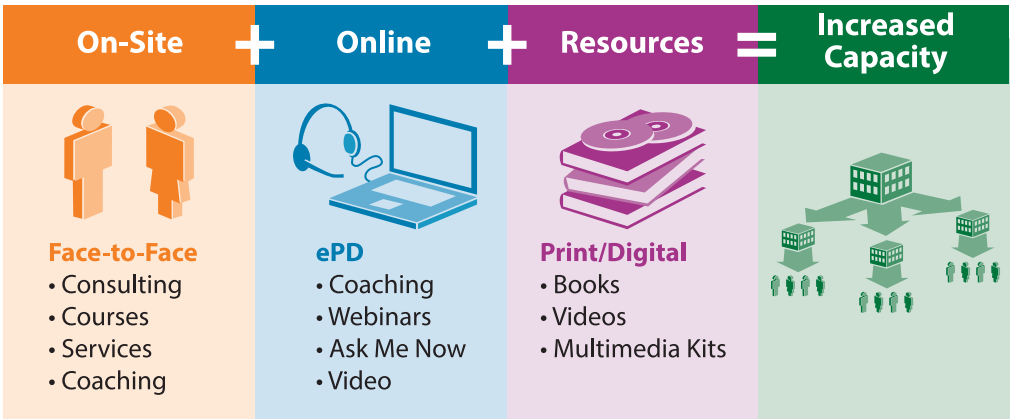 On-Site + Online + Resources = Increased
Capacity
Face-to-Face
• Consulting
• Courses
• Services
• Coaching
ePD
• Coaching
• Webinars
• Ask Me Now
• Video
Print/Digital
• Books
• Videos
• Multimedia Kits